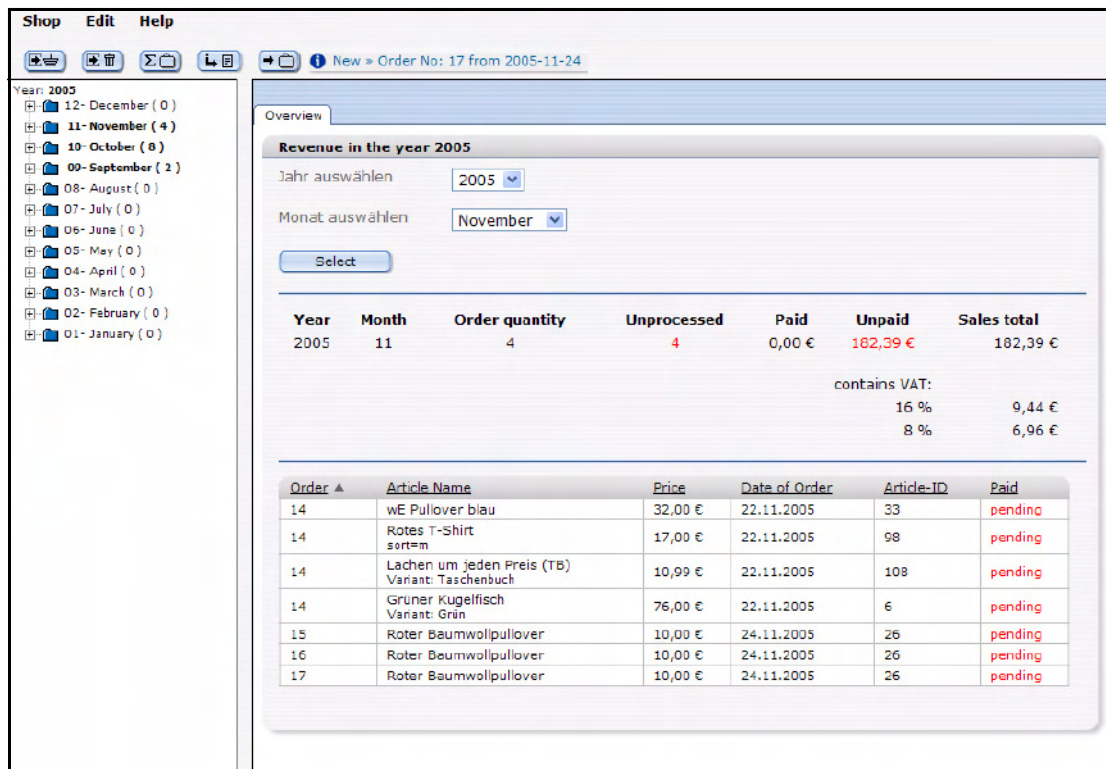 Shop Edit Help
New » Order No: 17 from 2005-11-24
Year: 2005
12- December ( 0 )
11- November ( 4 )
10- October ( 8 )
09- September ( 2 )
08- August ( 0 )
07- July ( 0 )
06- June ( 0 )
05- May ( 0 )
04- April ( 0 )
03- March ( 0 )
02- February ( 0 )
01- January ( 0 )
Overview
Revenue in the year 2005
Jahr auswählen 2005
Monat auswählen November
Select
Year Month Order quantity Unprocessed Paid Unpaid Sales total
2005 11 4 4 0,00 € 182,39 € 182,39 €
contains VAT:
16 % 9,44 €
8 % 6,96 €
Order Article Name Price Date of Order Article-ID Paid
14 wE Pullover blau 32,00 € 22.11.2005 33 pending
14 Rotes T-Shirt 17,00 € 22.11.2005 98 pending
sort=m
14 Lachen um jeden Preis (TB) 10,99 € 22.11.2005 108 pending
Variant: Taschenbuch
14 Grüner Kugelfisch 76,00 € 22.11.2005 6 pending
Variant: Grün
15 Roter Baumwollpullover 10,00 € 24.11.2005 26 pending
16 Roter Baumwollpullover 10,00 € 24.11.2005 26 pending
17 Roter Baumwollpullover 10,00 € 24.11.2005 26 pending